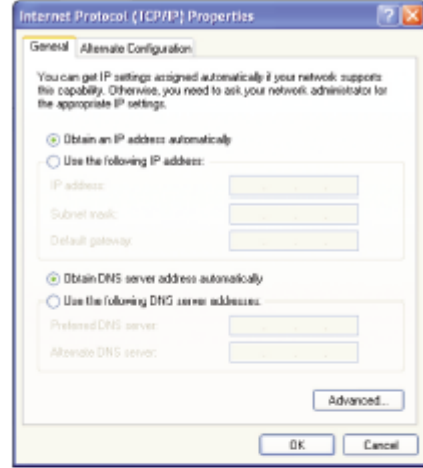 Internet Protocol (TCP/IP) Properties
General
Alternate Configuration
You can get IP settings assigned automatically if your network supports
this capability. Otherwise, you need to ask your network administrator for
the appropriate IP settings.
Obtain an IP address automatically
Use the following IP address:
IP address:
Subnet mask:
Default gateway:
Obtain DNS server address automatically
Use the following DNS server addresses:
Preferred DNS server:
Alternate DNS server:
Advanced...
OK
Cancel